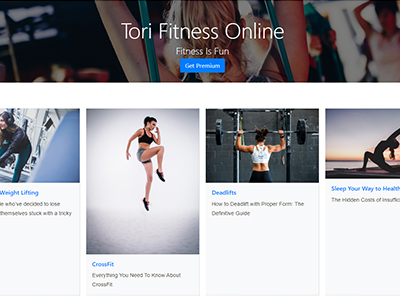 Tori Fitness Online
Fitness Is Fun
Get Premium
Weight Lifting
le who've decided to lose
themselves stuck with a tricky
CrossFit
Everything You Need To Know About
CrossFit
Deadlifts
How to Deadlift with Proper Form: The
Definitive Guide
Sleep Your Way to Health
The Hidden Costs of Insuffic